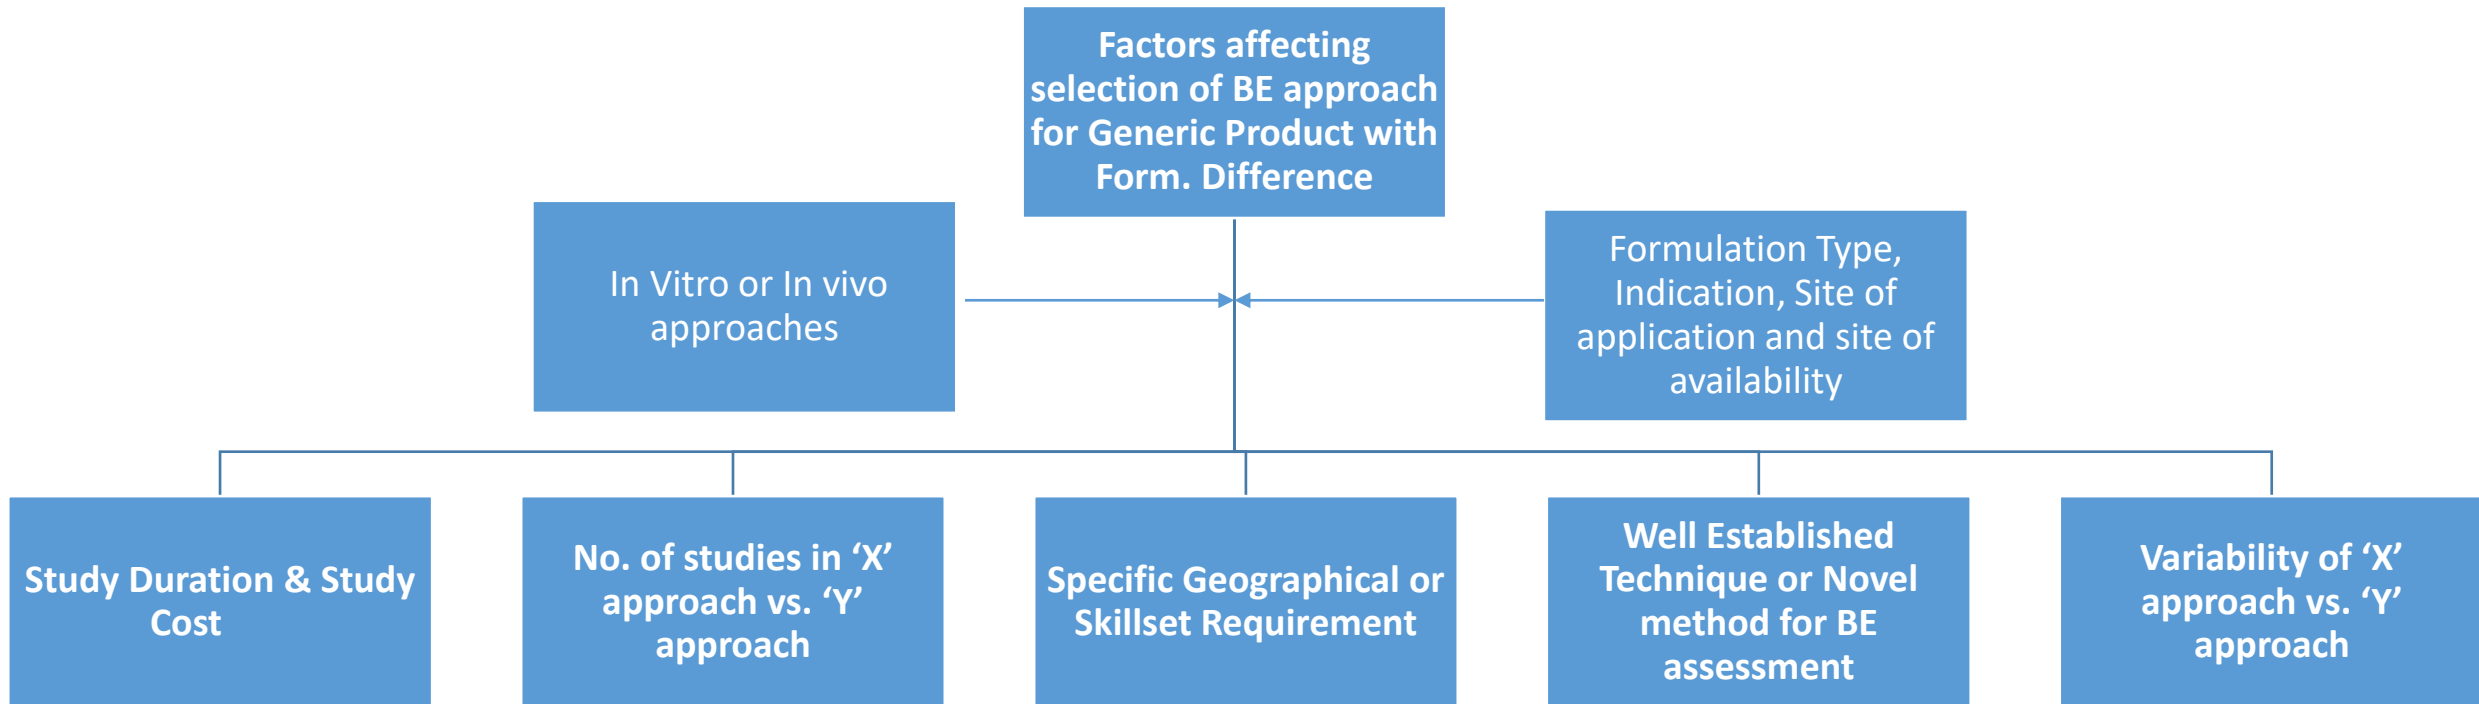 Factors affecting
selection of BE approach
for Generic Product with
Form. Difference
In Vitro or In vivo
approaches
Formulation Type,
Indication, Site of
application and site of
availability
Study Duration & Study
Cost
No. of studies in ‘X’
approach vs. ‘Y’
approach
Specific Geographical or
Skillset Requirement
Well Established
Technique or Novel
method for BE
assessment
Variability of ‘X’
approach vs. ‘Y’
approach